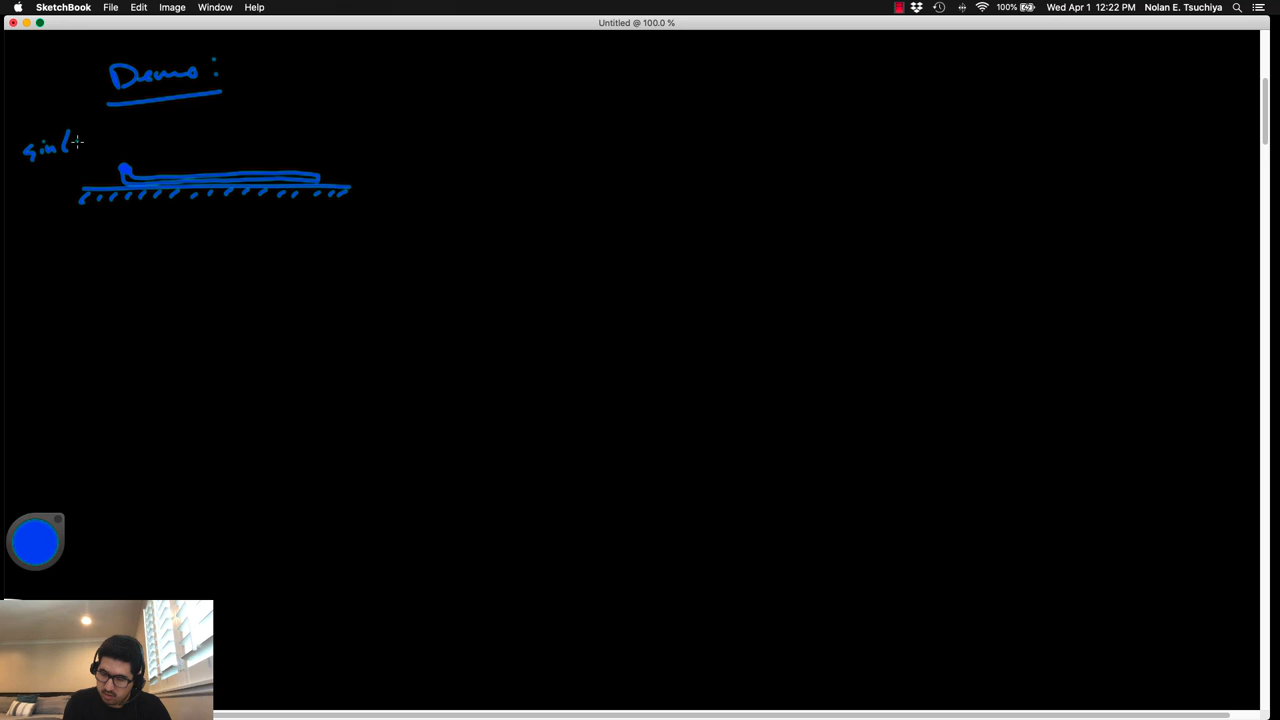 SketchBook File Edit Image Window Help 100% Wed Apr 1 12:22 PM Nolan E. Tsuchiya
Untitled @ 100.0 %
Demo: